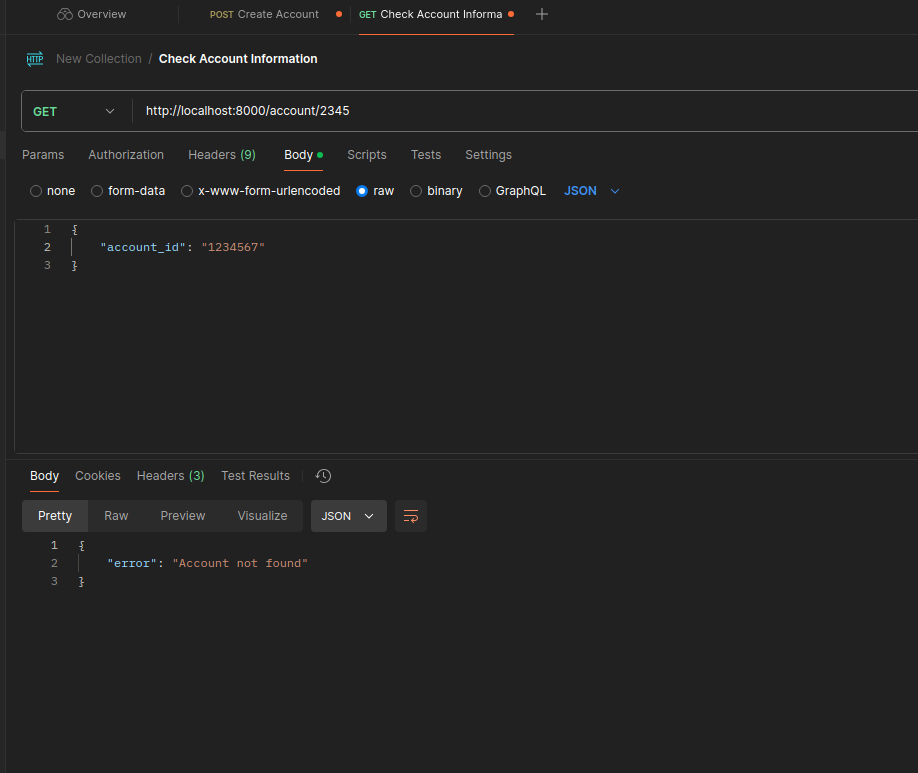 Overview POST Create Account GET Check Account Informa
HTTP New Collection / Check Account Information
GET http://localhost:8000/account/2345
Params Authorization Headers (9) Body Scripts Tests Settings
none form-data x-www-form-urlencoded raw binary GraphQL JSON
1 {
2 "account_id": "1234567"
3 }
Body Cookies Headers (3) Test Results
Pretty Raw Preview Visualize JSON
1 {
2 "error": "Account not found"
3 }